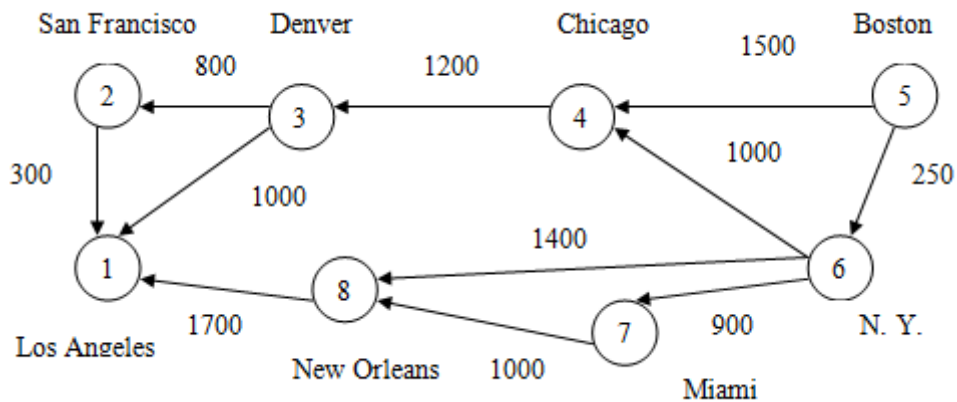 San Francisco
Denver
Chicago
Boston
1500
800
1200
2
3
4
5
300
1000
1000
250
1
1400
8
6
1700
7
900
N. Y.
Los Angeles
New Orleans
1000
Miami